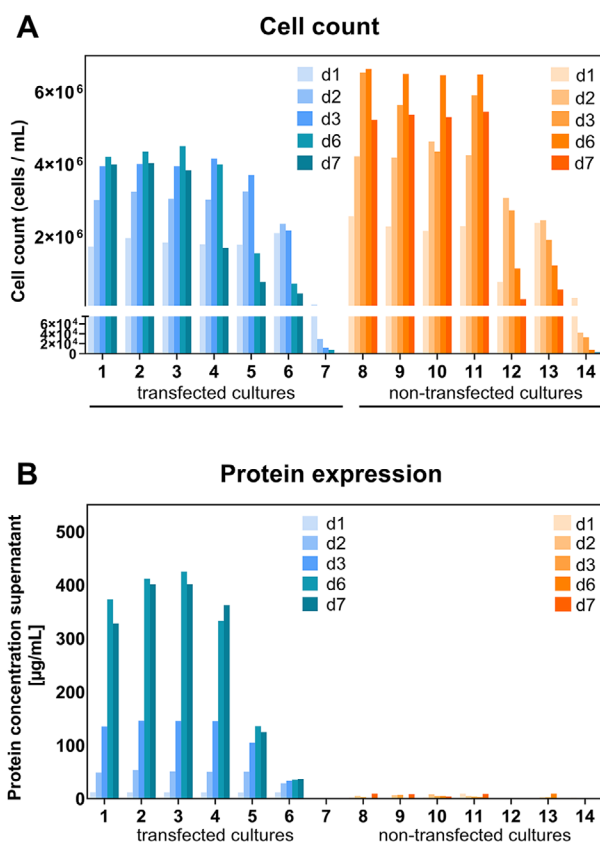 A
Cell count
Cell count (cells / mL)
6×10⁶
4×10⁶
2×10⁶
6×10⁴
4×10⁴
2×10⁴
0
d1
d2
d3
d6
d7
d1
d2
d3
d6
d7
1 2 3 4 5 6 7 8 9 10 11 12 13 14
transfected cultures non-transfected cultures
B
Protein expression
Protein concentration supernatant
[µg/mL]
500
400
300
200
100
0
d1
d2
d3
d6
d7
d1
d2
d3
d6
d7
1 2 3 4 5 6 7 8 9 10 11 12 13 14
transfected cultures non-transfected cultures